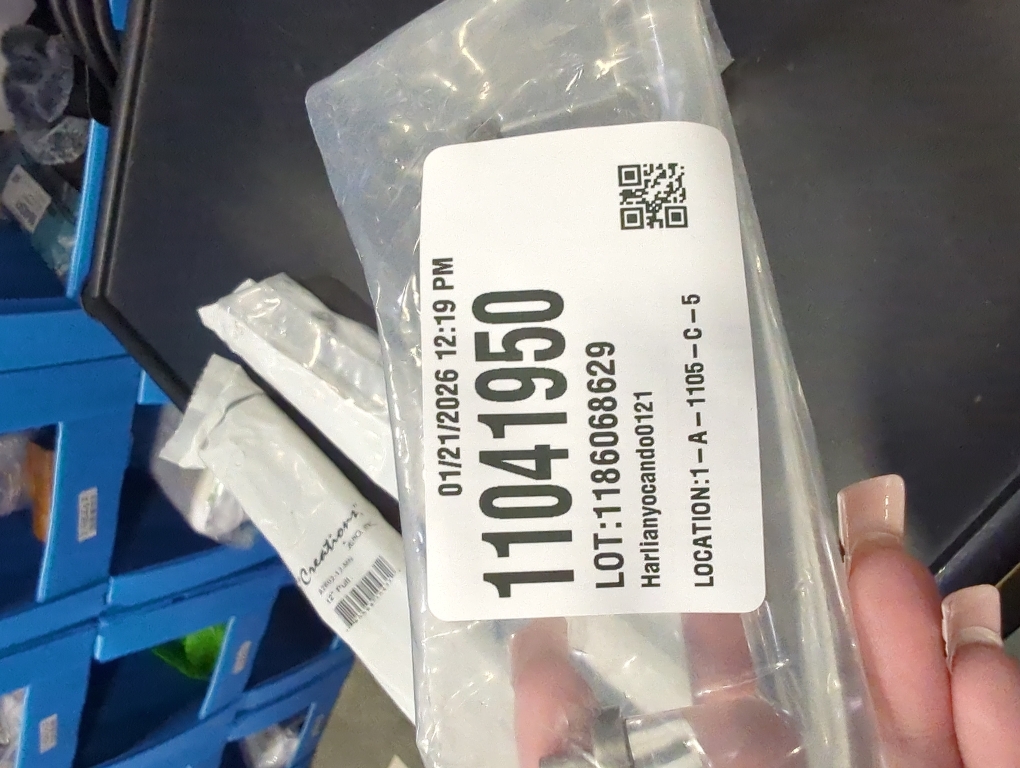 01/21/2026 12:19 PM
11041950
LOT:1186068629
Harlianyocando0121
LOCATION:1-A-1105-C-5
Creations
12" Pull